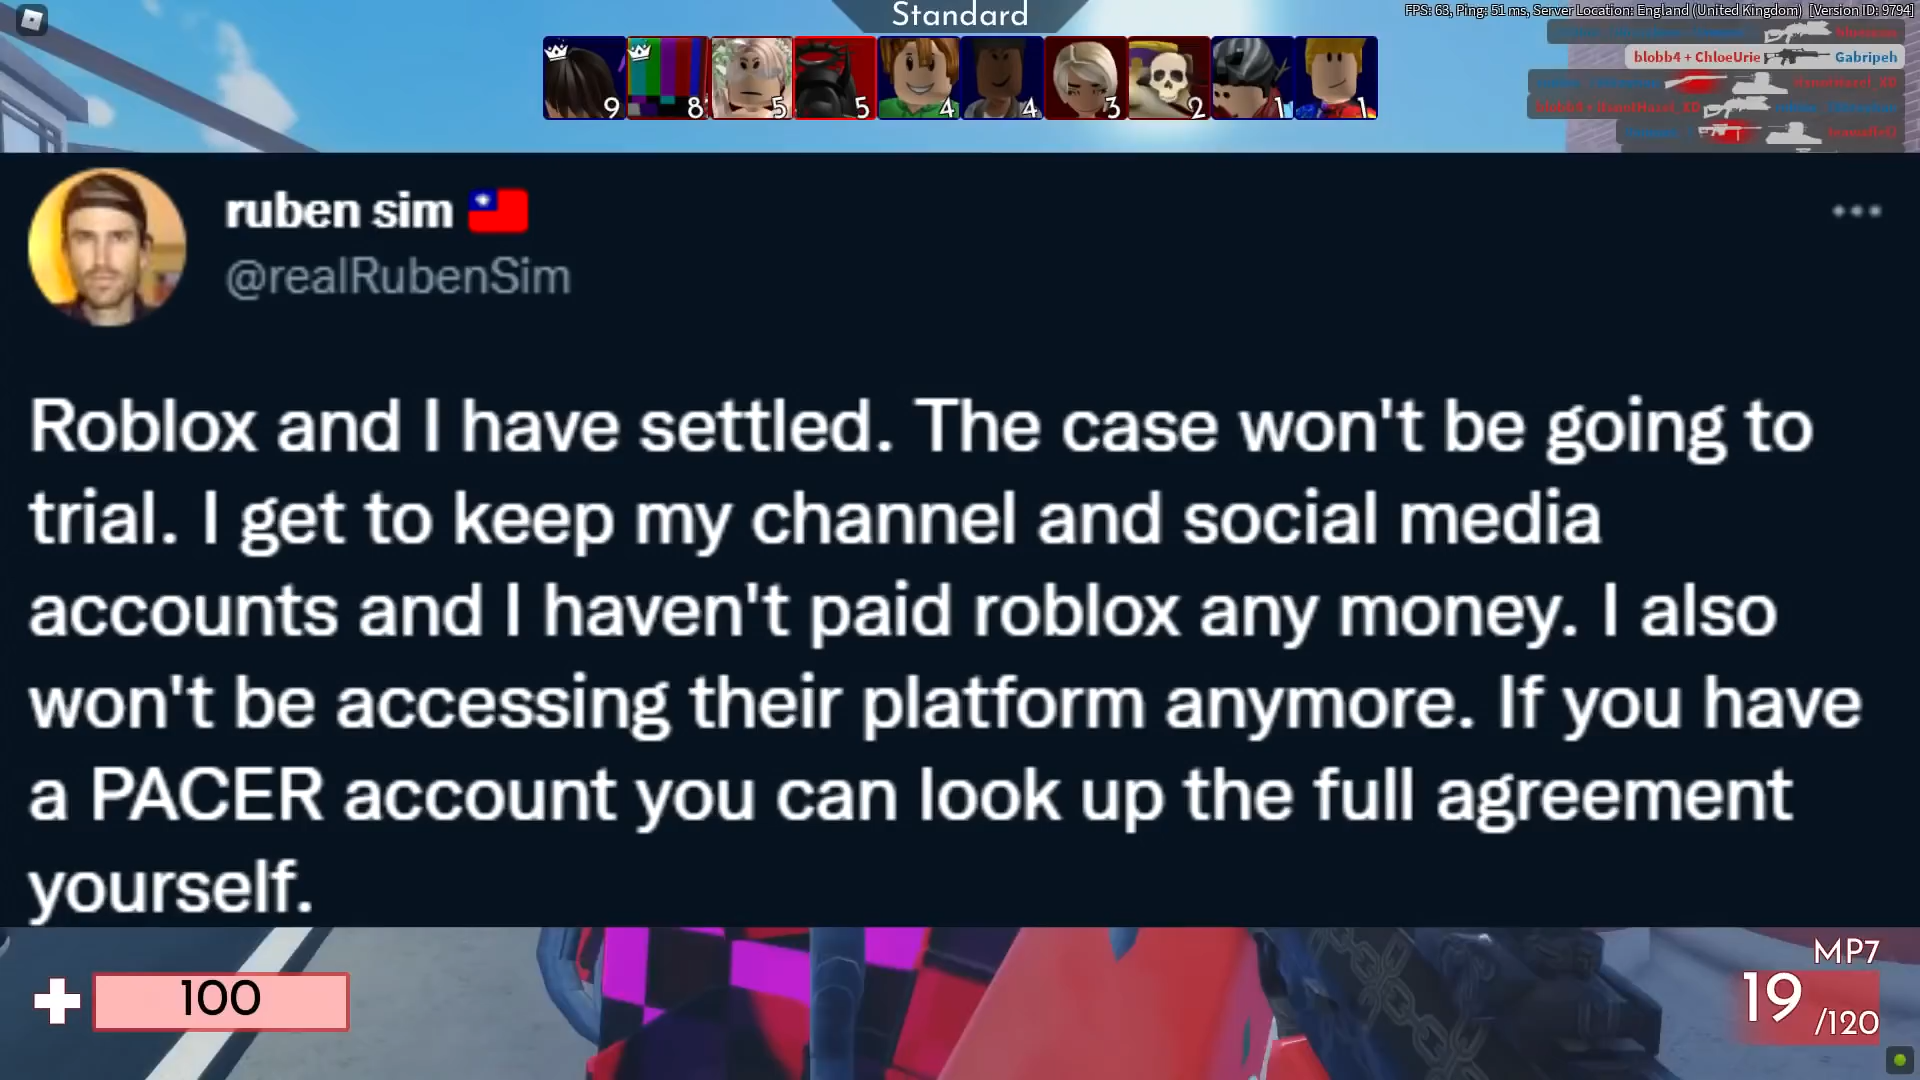 Standard
FPS: 63, Ping: 51 ms, Server Location: England (United Kingdom) [Version ID: 9794]
9 8 5 5 4 4 3 2 1 1
blobb4 + ChloeUrie Gabripeh
blobb4 + itsnotHazel_XD
ruben sim
@realRubenSim
Roblox and I have settled. The case won't be going to
trial. I get to keep my channel and social media
accounts and I haven't paid roblox any money. I also
won't be accessing their platform anymore. If you have
a PACER account you can look up the full agreement
yourself.
100
MP7
19 /120